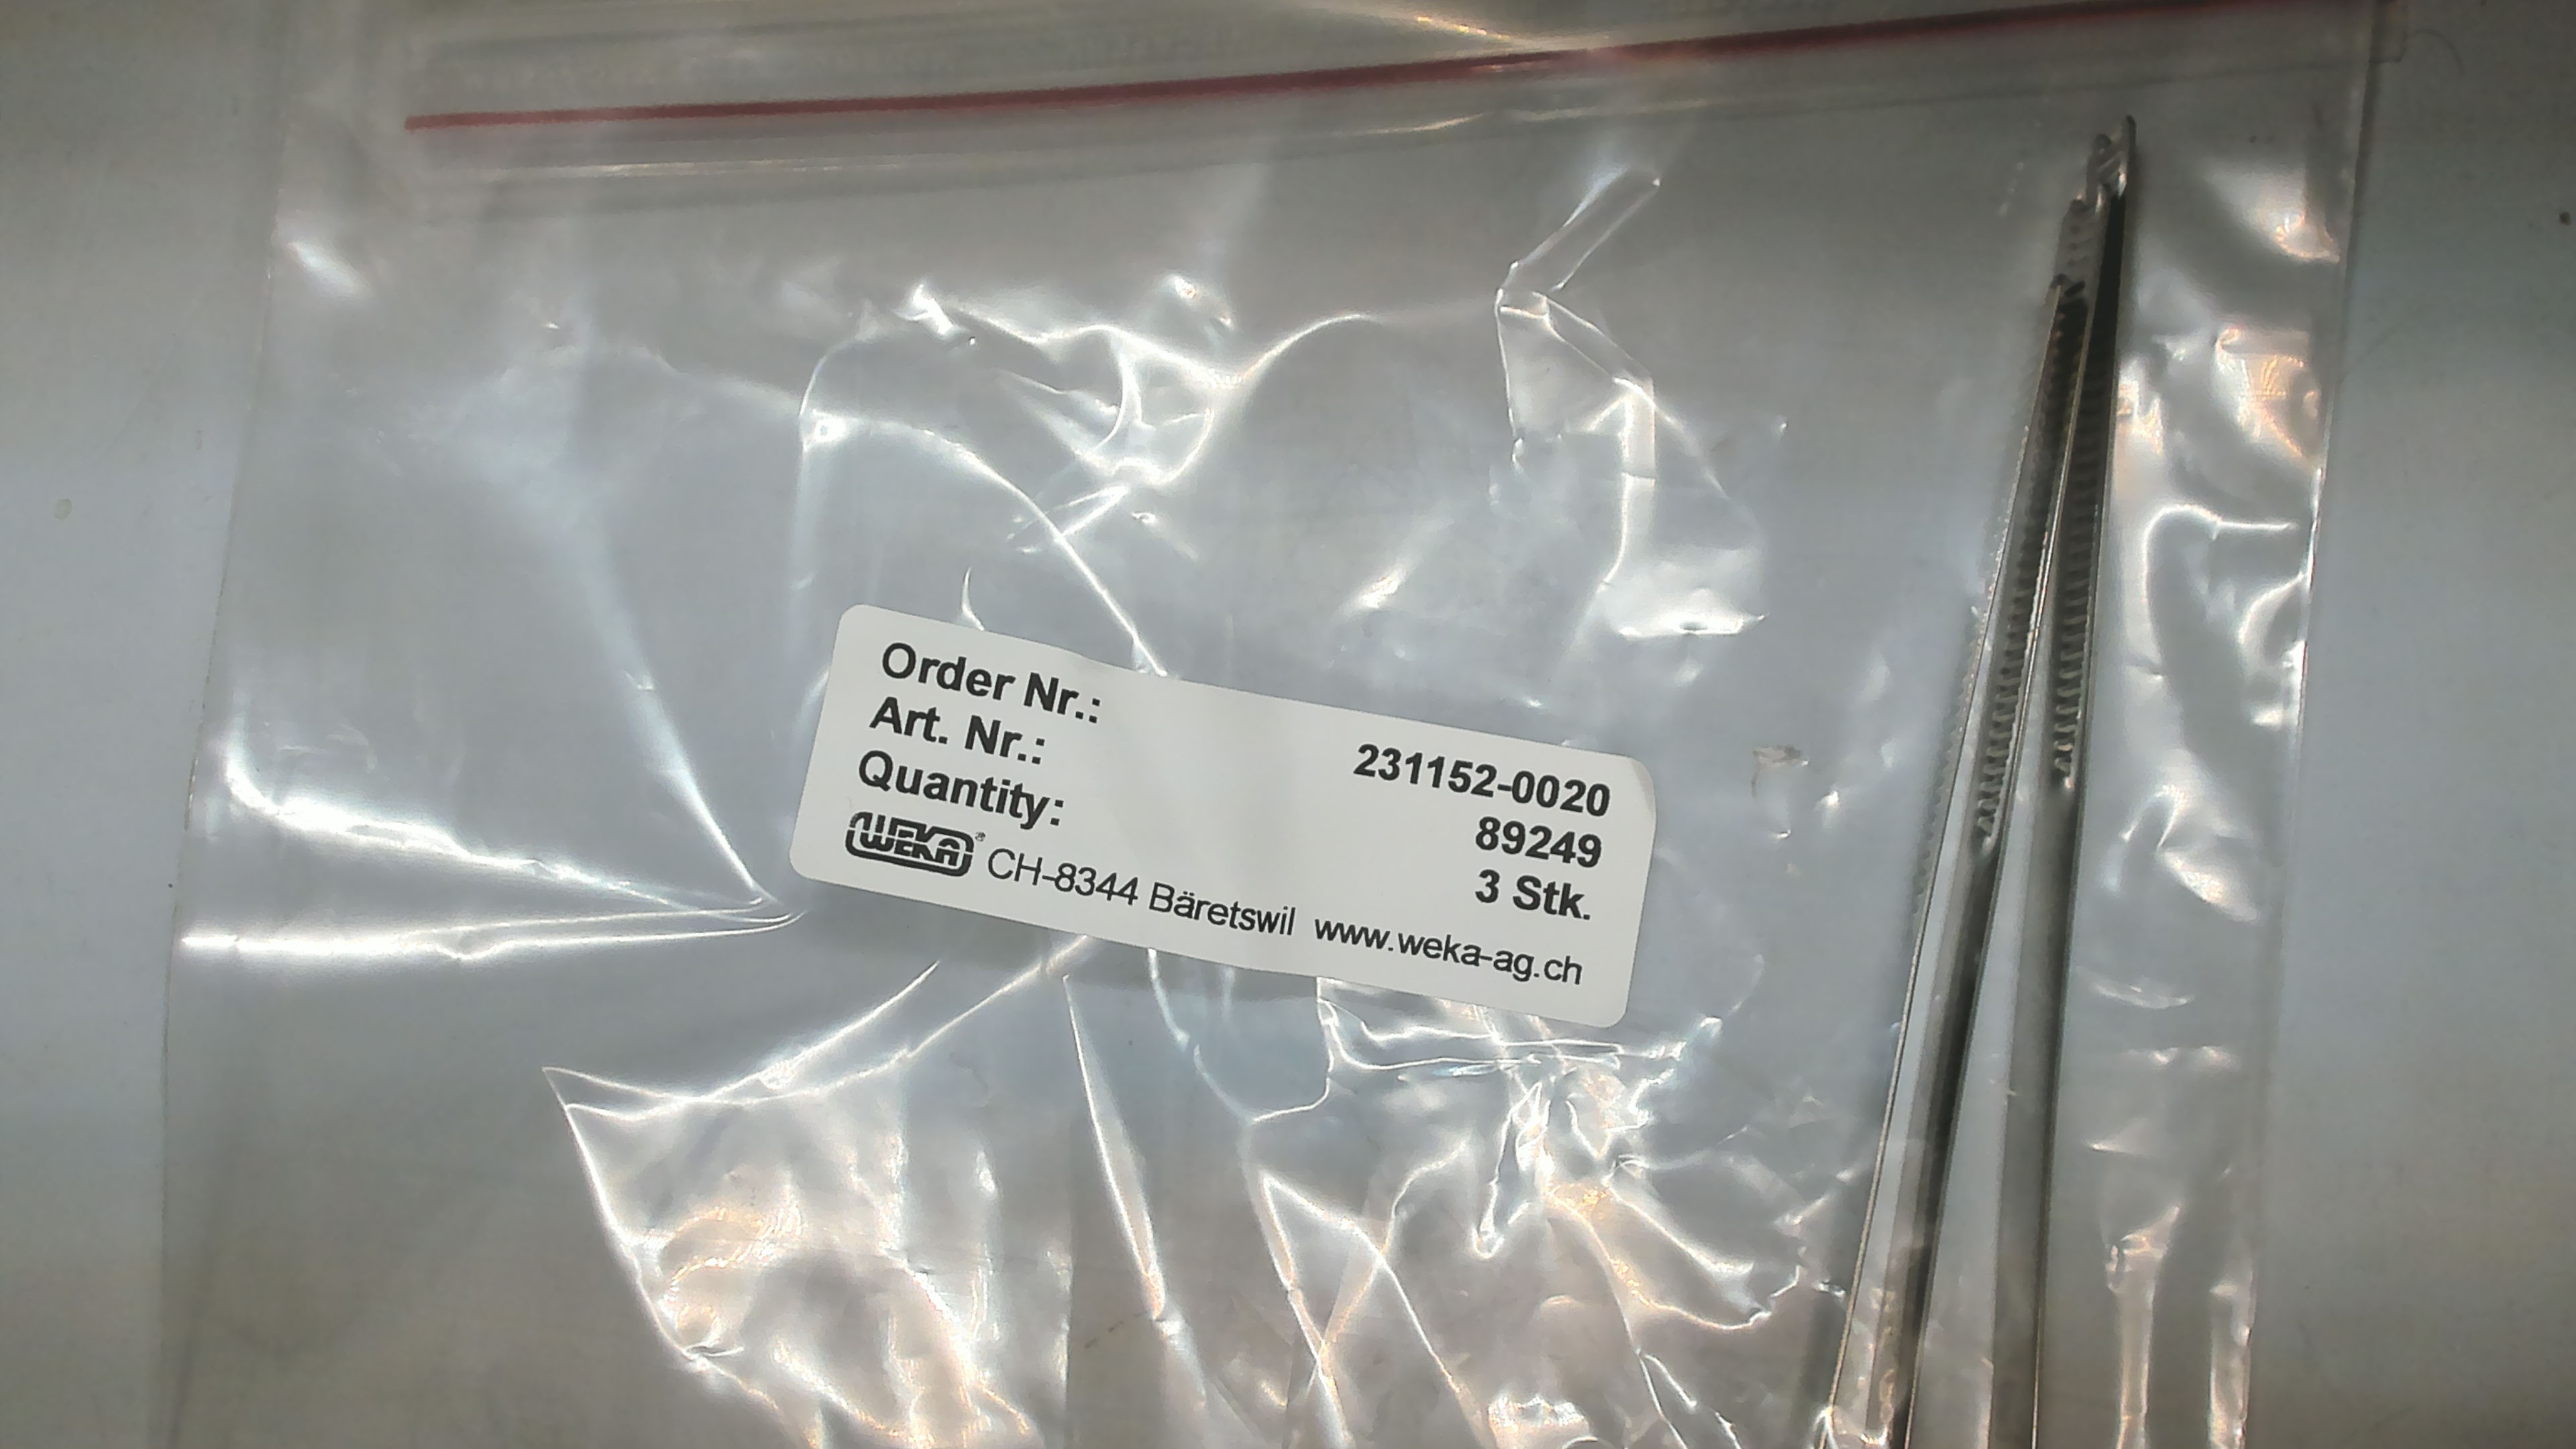 Order Nr.: 231152-0020
Art. Nr.: 89249
Quantity: 3 Stk.
WEKA® CH-8344 Bäretswil www.weka-ag.ch